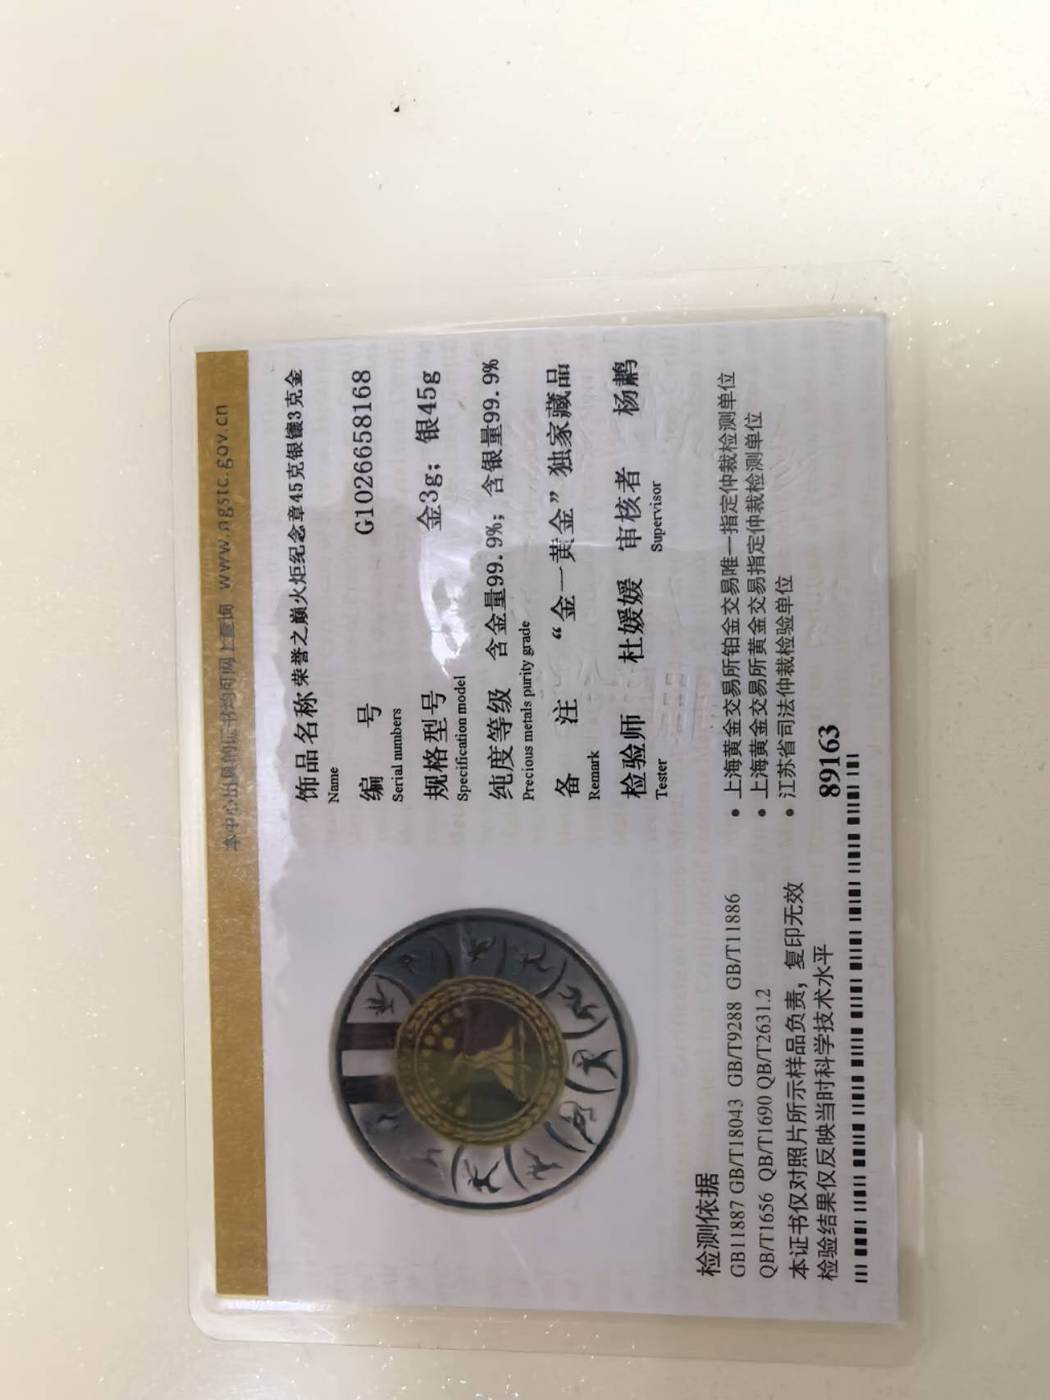 本中心出具的证书均可网上查询 www.ngstc.gov.cn
饰品名称 荣誉之巅火炬纪念章45克银镶3克金
Name
编 号 G1026658168
Serial numbers
规格型号 金3g; 银45g
Specification model
纯度等级 含金量99.9%; 含银量99.9%
Precious metals purity grade
备 注 “金一黄金”独家藏品
Remark
检验师 杜媛媛 审核者 杨鹔
Tester Supervisor
检测依据
GB11887 GB/T18043 GB/T9288 GB/T11886
QB/T1656 QB/T1690 QB/T2631.2
本证书仅对照片所示样品负责，复印无效
检验结果仅反映当时科学技术水平
• 上海黄金交易所铂金交易唯一指定仲裁检测单位
• 上海黄金交易所黄金交易指定仲裁检测单位
• 江苏省司法仲裁检验单位
89163